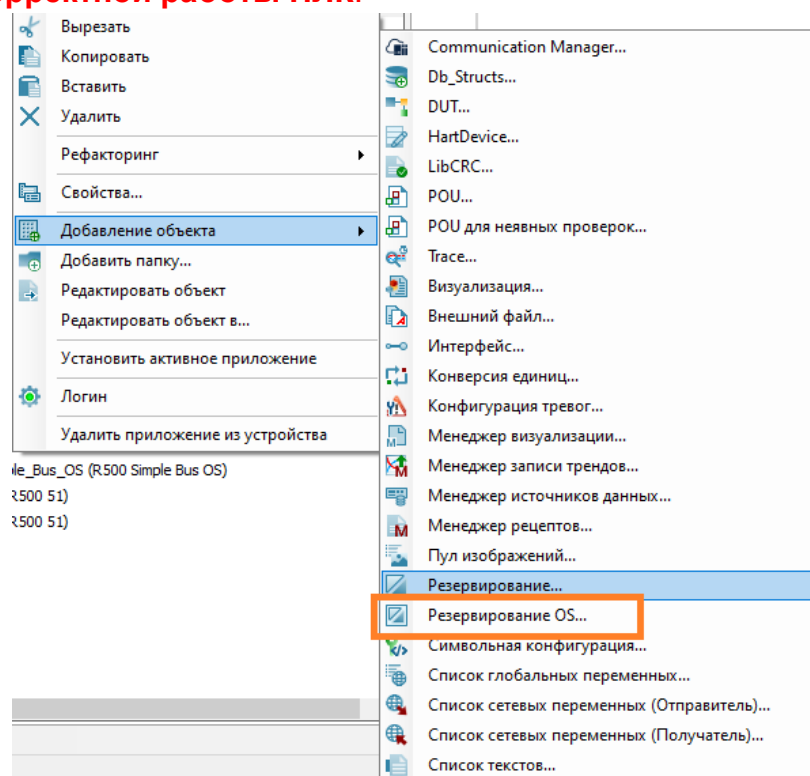 корректной работы ПЛК.
Вырезать
Копировать
Вставить
Удалить
Рефакторинг
Свойства...
Добавление объекта
Добавить папку...
Редактировать объект
Редактировать объект в...
Установить активное приложение
Логин
Удалить приложение из устройства
le_Bus_OS (R500 Simple Bus OS)
R500 51)
R500 51)
Communication Manager...
Db_Structs...
DUT...
HartDevice...
LibCRC...
POU...
POU для неявных проверок...
Trace...
Визуализация...
Внешний файл...
Интерфейс...
Конверсия единиц...
Конфигурация тревог...
Менеджер визуализации...
Менеджер записи трендов...
Менеджер источников данных...
Менеджер рецептов...
Пул изображений...
Резервирование...
Резервирование OS...
Символьная конфигурация...
Список глобальных переменных...
Список сетевых переменных (Отправитель)...
Список сетевых переменных (Получатель)...
Список текстов...